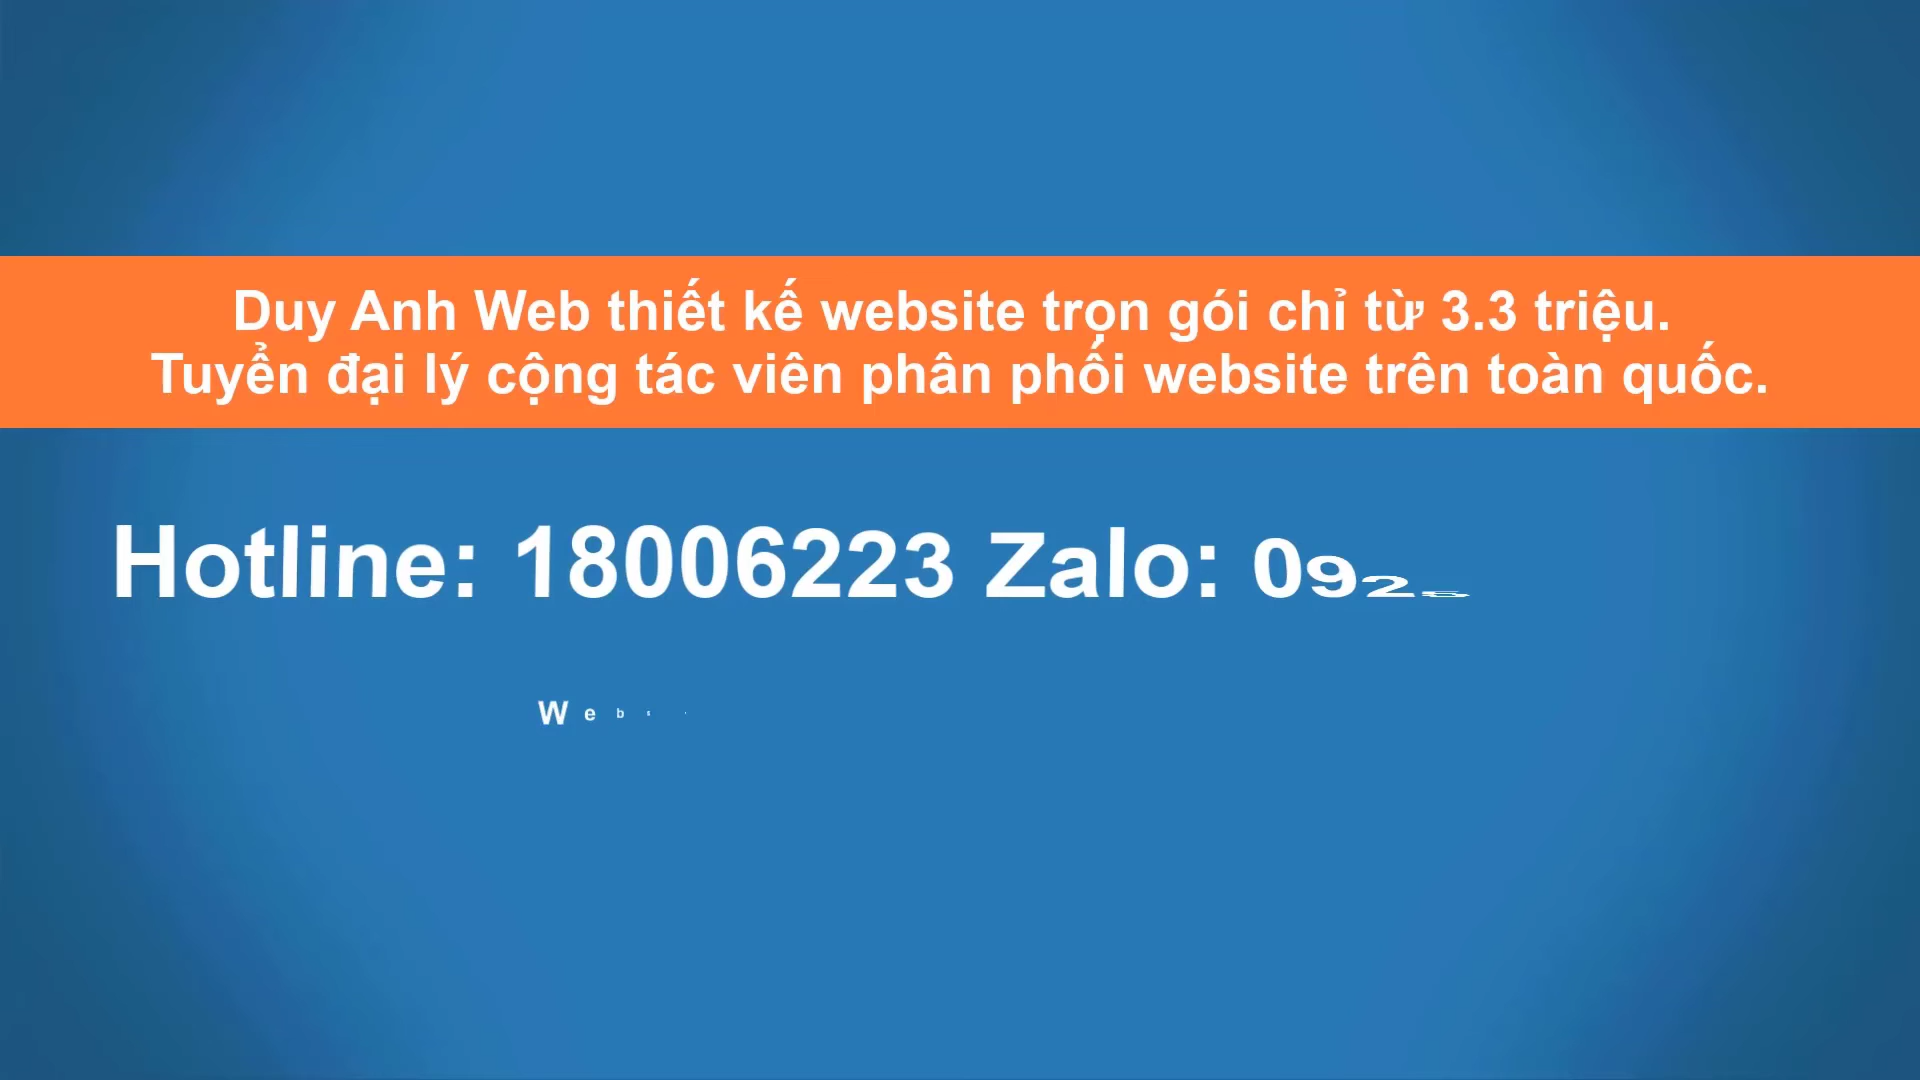 Duy Anh Web thiết kế website trọn gói chỉ từ 3.3 triệu.
Tuyển đại lý cộng tác viên phân phối website trên toàn quốc.
Hotline: 18006223 Zalo: 092
Web